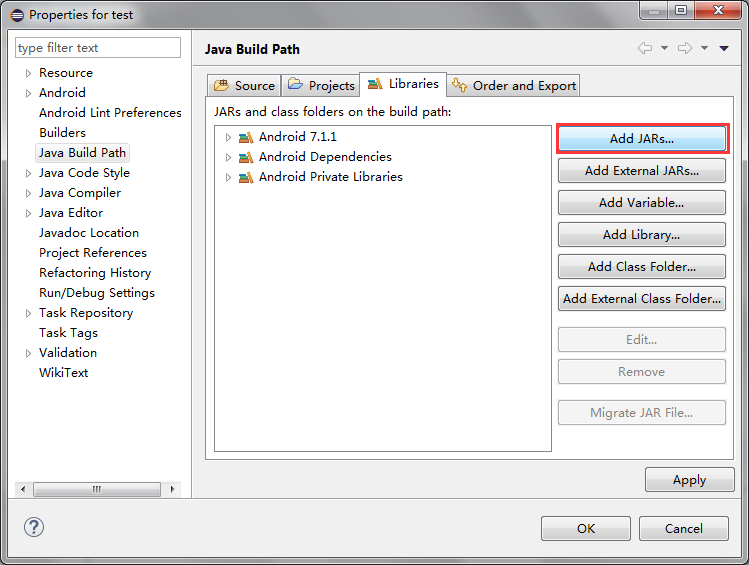 Properties for test
type filter text
Resource
Android
Android Lint Preferences
Builders
Java Build Path
Java Code Style
Java Compiler
Java Editor
Javadoc Location
Project References
Refactoring History
Run/Debug Settings
Task Repository
Task Tags
Validation
WikiText
Java Build Path
Source
Projects
Libraries
Order and Export
JARs and class folders on the build path:
Android 7.1.1
Android Dependencies
Android Private Libraries
Add JARs...
Add External JARs...
Add Variable...
Add Library...
Add Class Folder...
Add External Class Folder...
Edit...
Remove
Migrate JAR File...
Apply
OK
Cancel